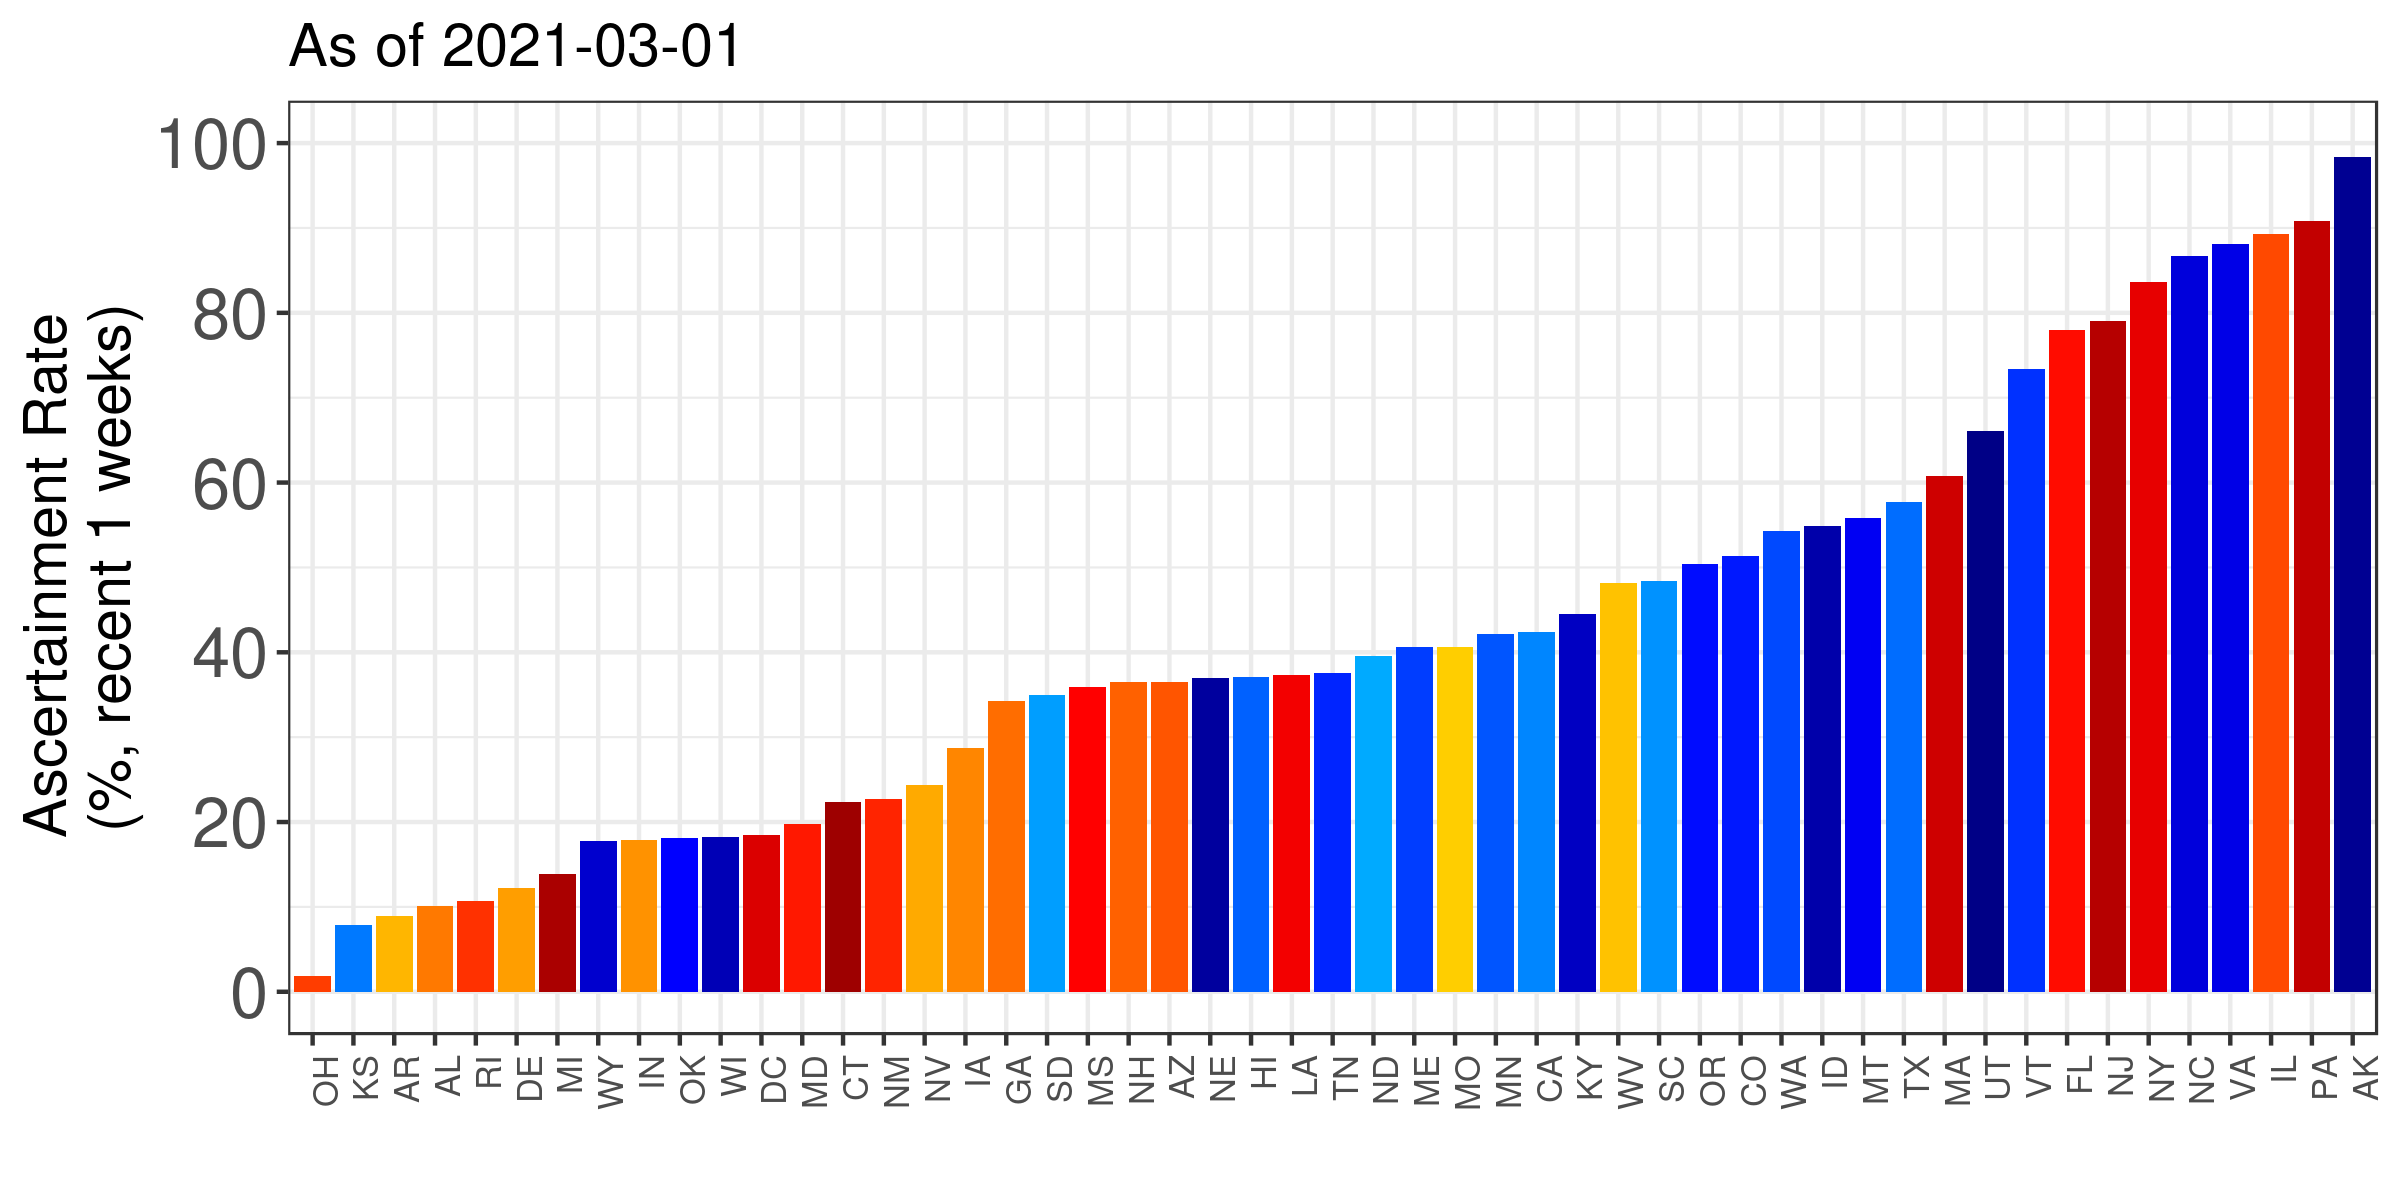 As of 2021-03-01
Ascertainment Rate
(%, recent 1 weeks)
100
80
60
40
20
0
OH KS AR AL RI DE MI WY IN OK WI DC MD CT NM NV IA GA SD MS NH AZ NE HI LA TN ND ME MO MN CA KY WV SC OR CO WA ID MT TX MA UT VT FL NJ NY NC VA IL PA AK